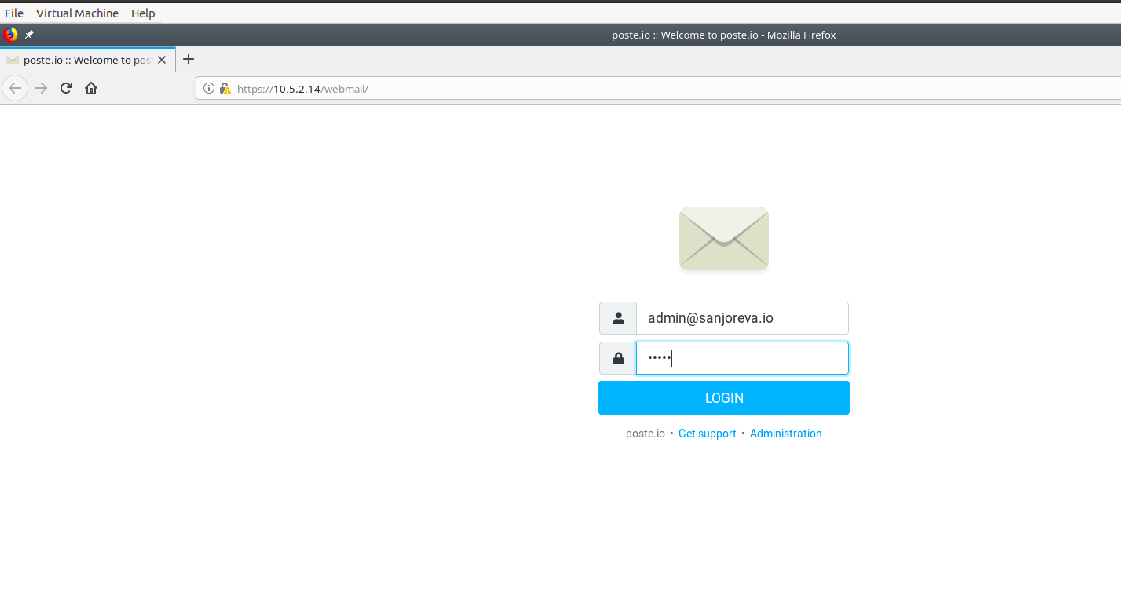 File Virtual Machine Help
poste.io :: Welcome to poste.io - Mozilla Firefox
poste.io :: Welcome to pos
https://10.5.2.14/webmail/
admin@sanjoreva.io
•••••
LOGIN
poste.io • Get support • Administration